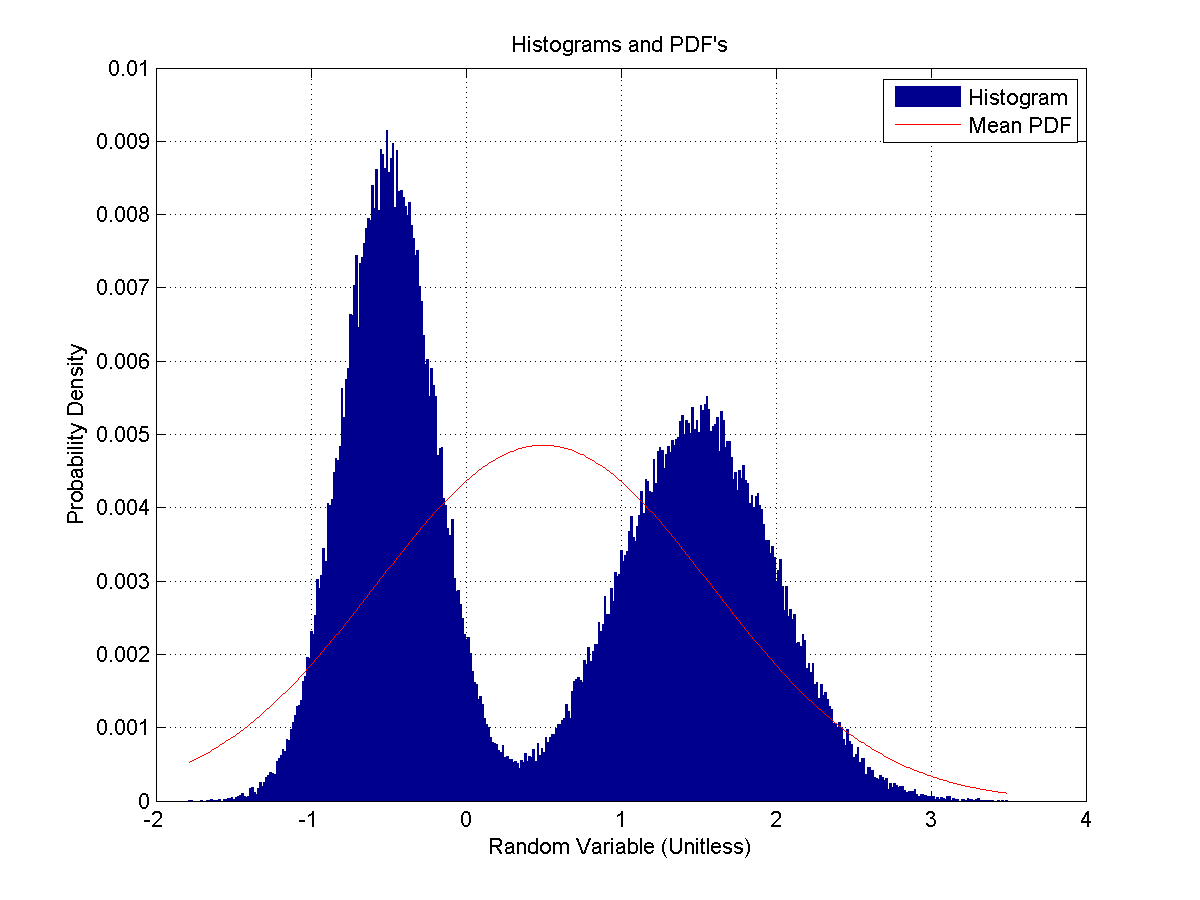 Histograms and PDF's
Histogram
Mean PDF
0.01
0.009
0.008
0.007
0.006
0.005
0.004
0.003
0.002
0.001
0
Probability Density
-2 -1 0 1 2 3 4
Random Variable (Unitless)